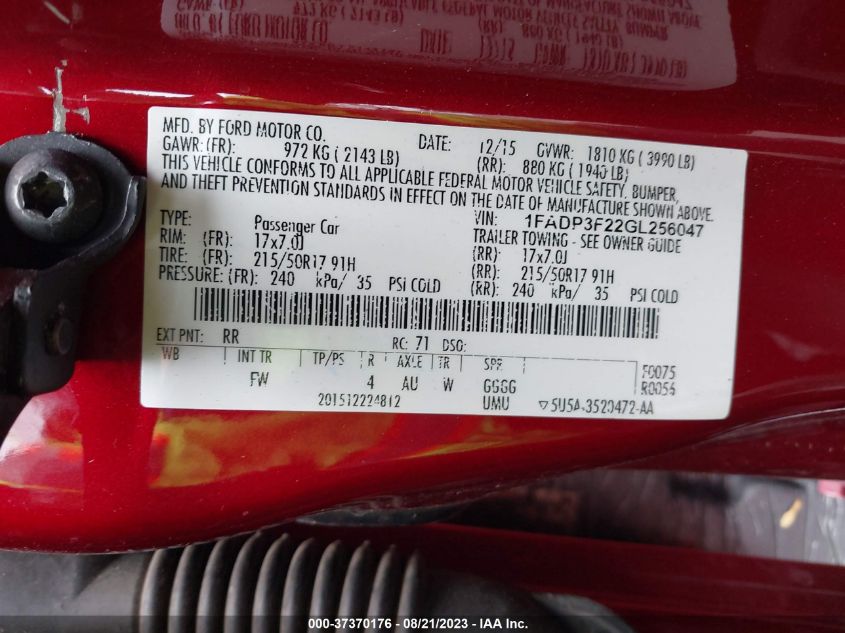 MFD. BY FORD MOTOR CO. DATE: 12/15 GVWR: 1810 KG ( 3990 LB)
GAWR: (FR): 972 KG ( 2143 LB) (RR): 880 KG ( 1940 LB)
THIS VEHICLE CONFORMS TO ALL APPLICABLE FEDERAL MOTOR VEHICLE SAFETY, BUMPER,
AND THEFT PREVENTION STANDARDS IN EFFECT ON THE DATE OF MANUFACTURE SHOWN ABOVE.
VIN: 1FADP3F22GL256047
TYPE: Passenger Car TRAILER TOWING - SEE OWNER GUIDE
RIM: (FR): 17x7.0J (RR): 17x7.0J
TIRE: (FR): 215/50R17 91H (RR): 215/50R17 91H
PRESSURE: (FR): 240 kPa/ 35 PSI COLD (RR): 240 kPa/ 35 PSI COLD
EXT PNT: RR RC: 71 DSO:
WB INT TR TP/PS R AXLE TR SPR F0075
FW 4 AU W GGGG R0056
201512224812 UMU ▽5U5A-3520472-AA
000-37370176 - 08/21/2023 - IAA Inc.